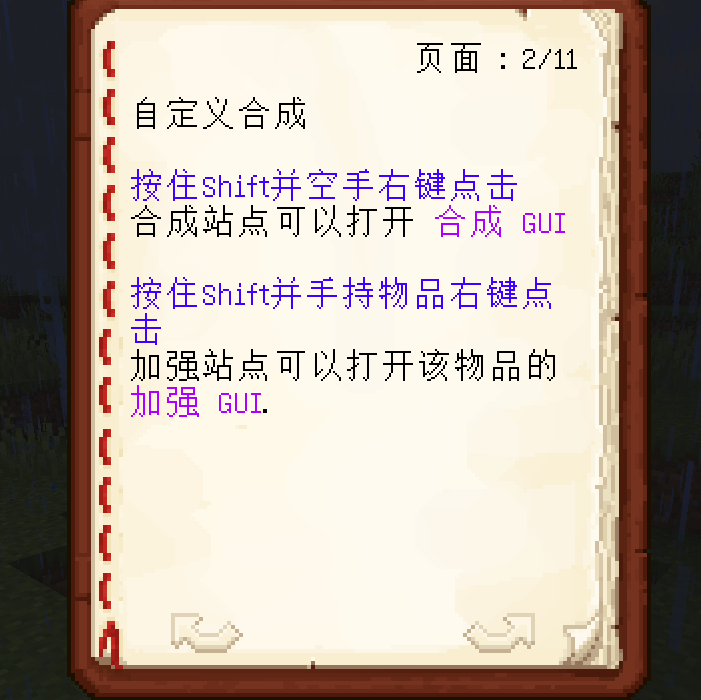 页面：2/11
自定义合成
按住Shift并空手右键点击
合成站点可以打开 合成 GUI
按住Shift并手持物品右键点
击
加强站点可以打开该物品的
加强 GUI.